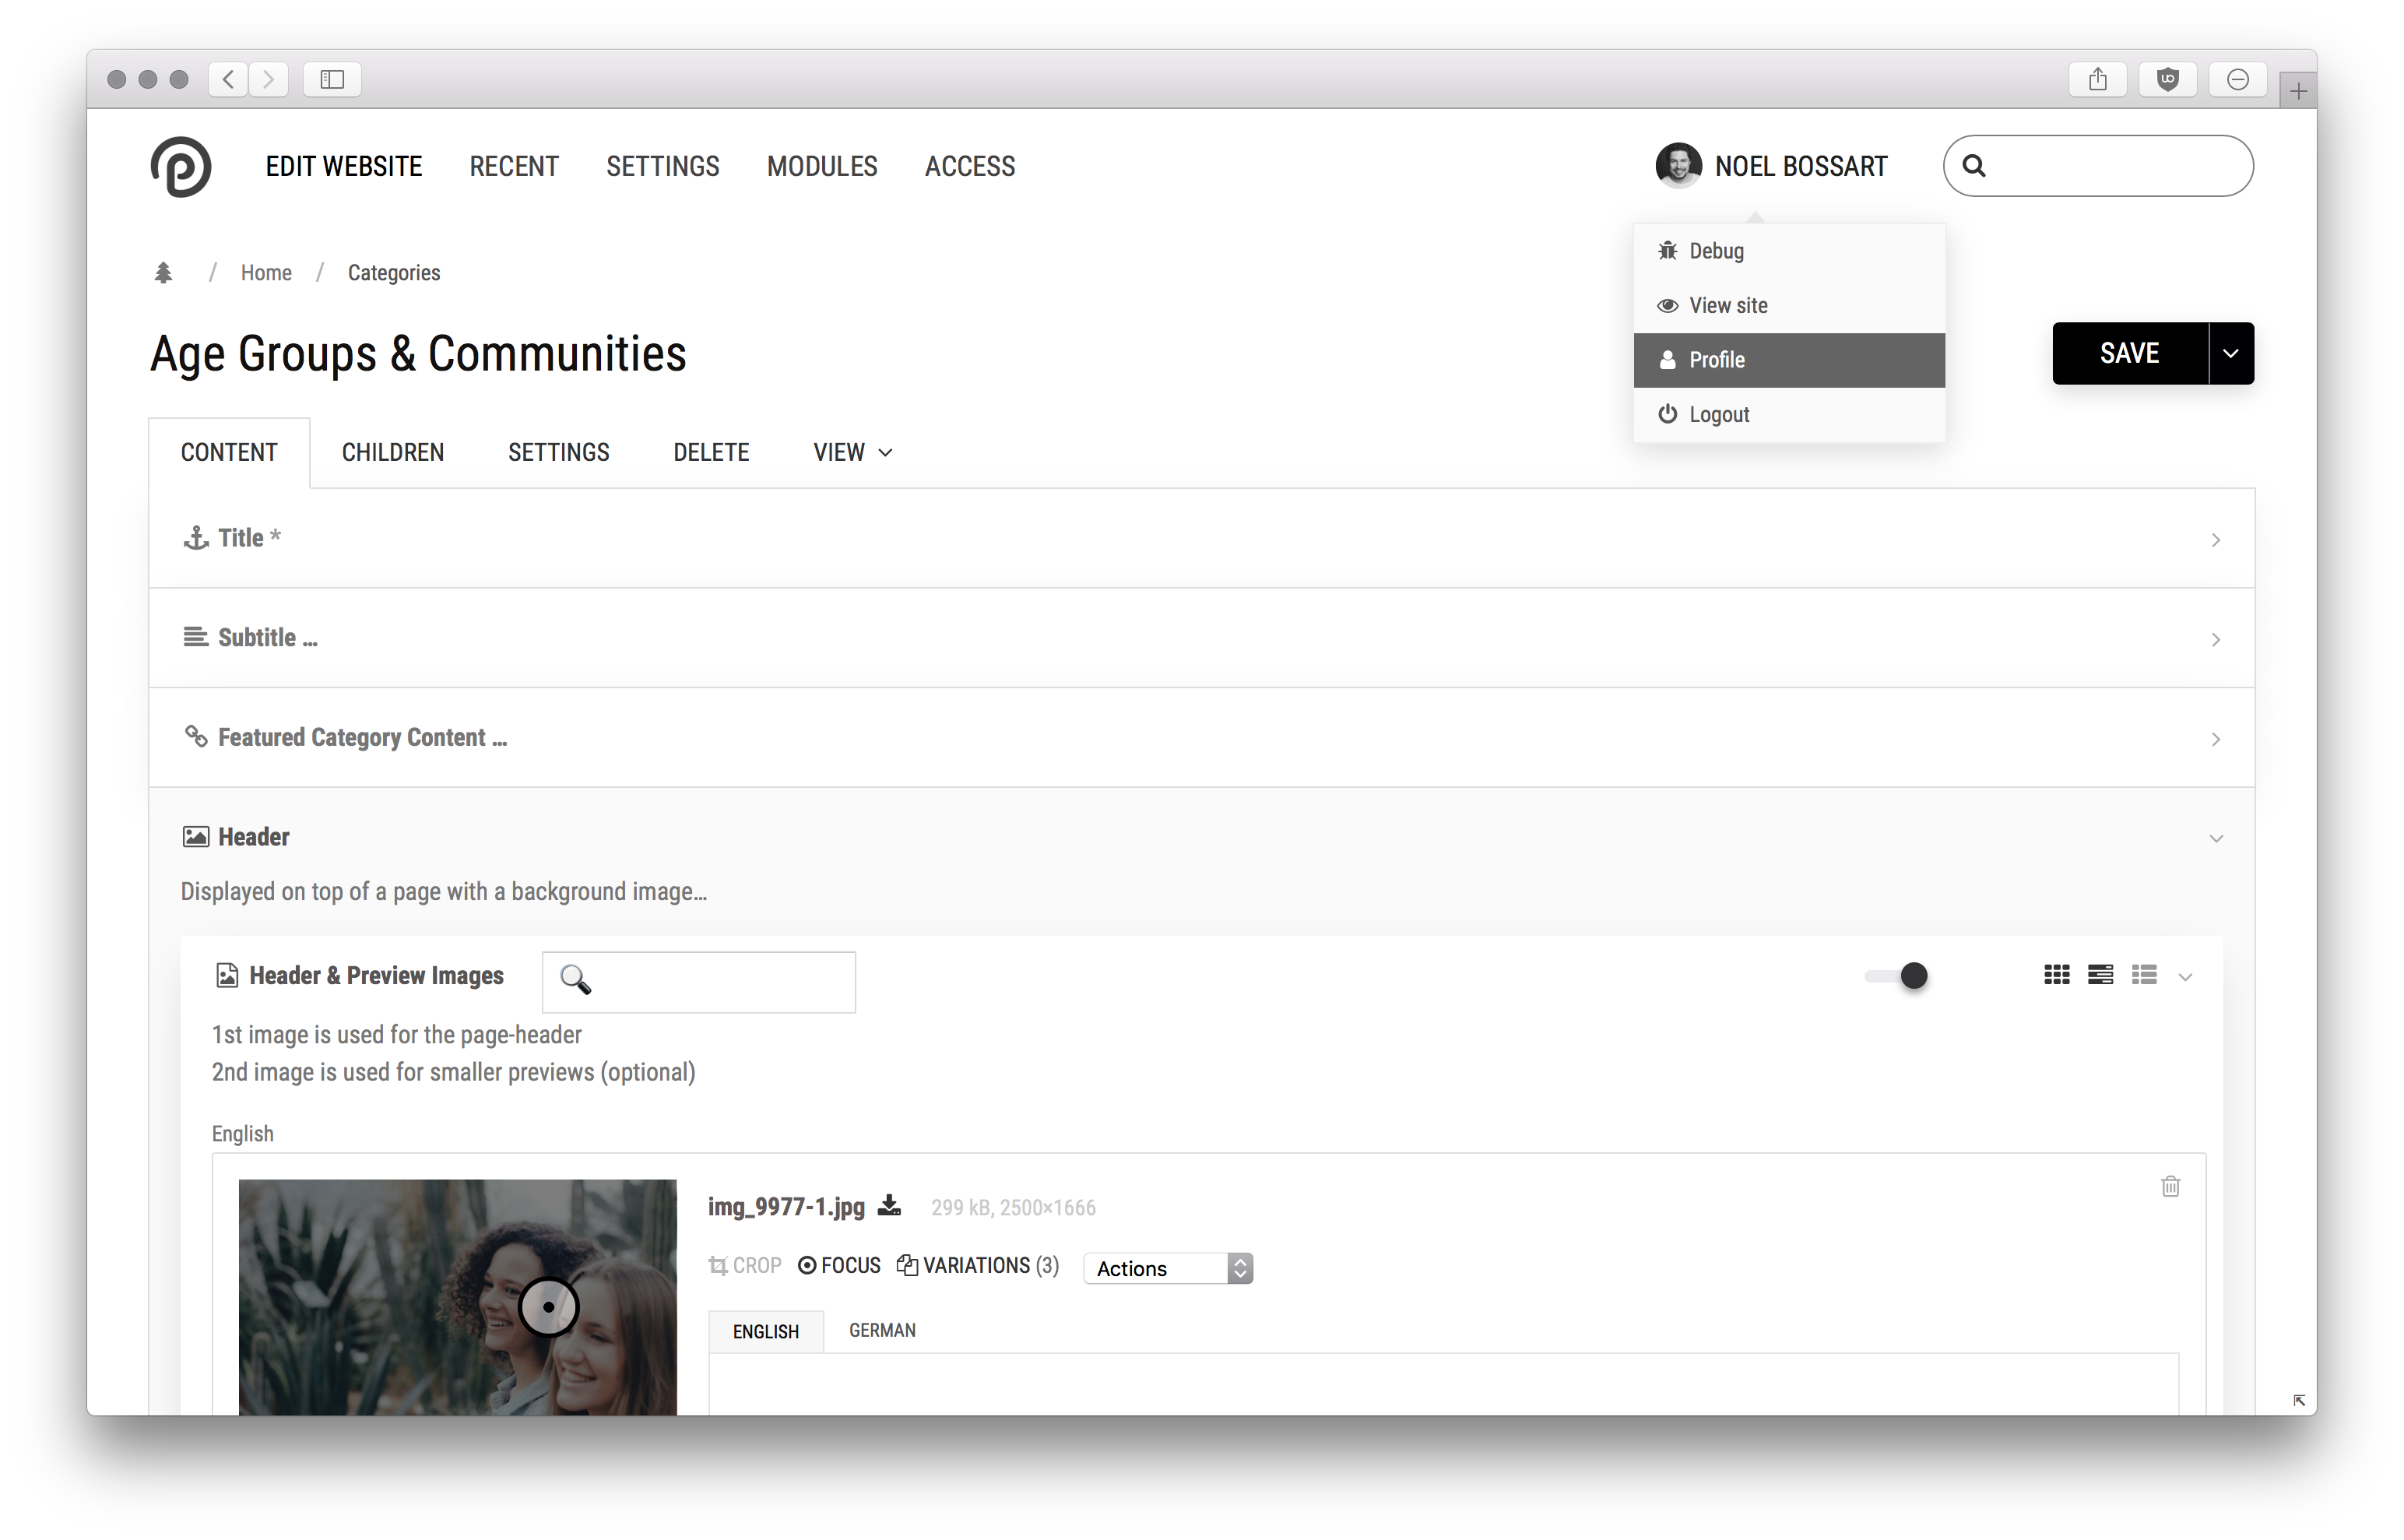 EDIT WEBSITE RECENT SETTINGS MODULES ACCESS NOEL BOSSART
Debug
View site
Profile
Logout
/ Home / Categories
Age Groups & Communities
SAVE
CONTENT CHILDREN SETTINGS DELETE VIEW
Title *
Subtitle ...
Featured Category Content ...
Header
Displayed on top of a page with a background image...
Header & Preview Images
1st image is used for the page-header
2nd image is used for smaller previews (optional)
English
img_9977-1.jpg 299 kB, 2500×1666
CROP FOCUS VARIATIONS (3) Actions
ENGLISH GERMAN